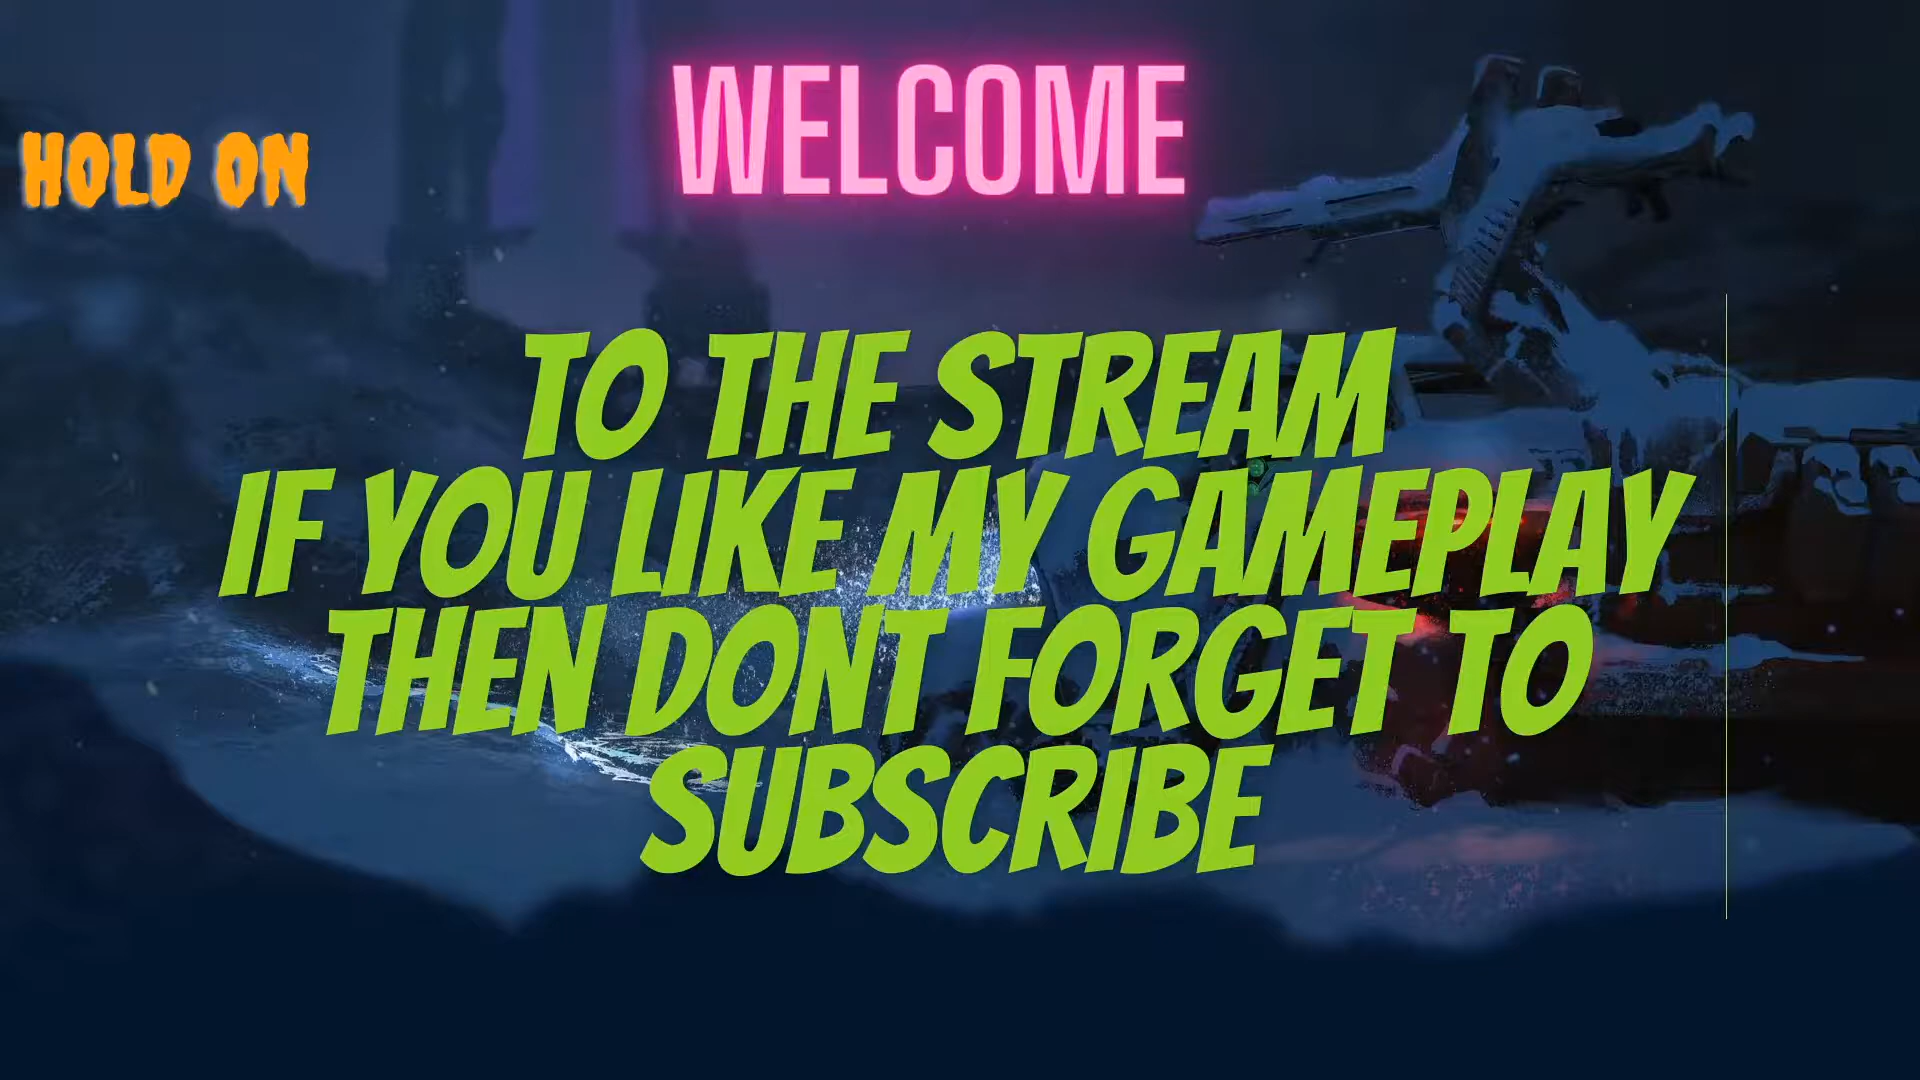 WELCOME
HOLD ON
TO THE STREAM
IF YOU LIKE MY GAMEPLAY
THEN DONT FORGET TO
SUBSCRIBE